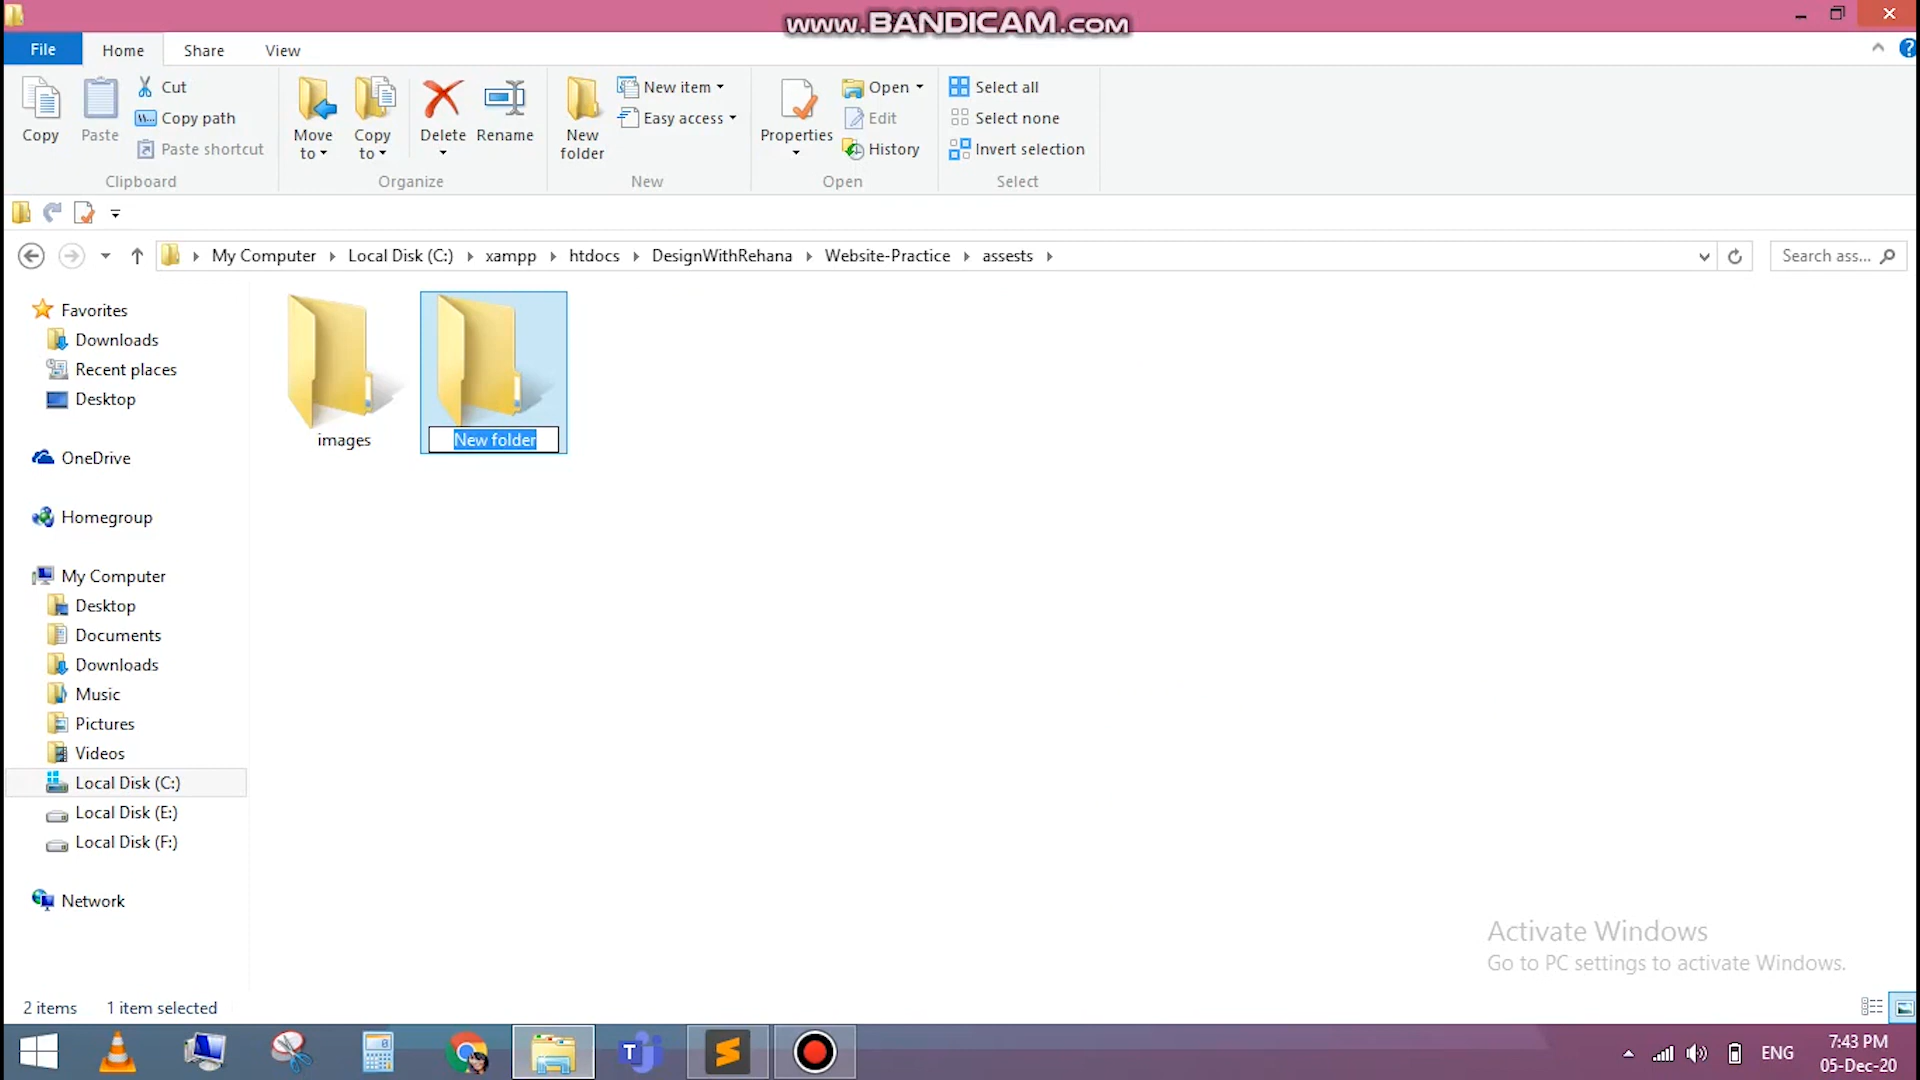 www.BANDICAM.com
File Home Share View
Copy
Paste
Cut
Copy path
Paste shortcut
Clipboard
Move to
Copy to
Delete
Rename
Organize
New folder
New item
Easy access
New
Properties
Open
Edit
History
Open
Select all
Select none
Invert selection
Select
My Computer Local Disk (C:) xampp htdocs DesignWithRehana Website-Practice assests
Search ass...
Favorites
Downloads
Recent places
Desktop
OneDrive
Homegroup
My Computer
Desktop
Documents
Downloads
Music
Pictures
Videos
Local Disk (C:)
Local Disk (E:)
Local Disk (F:)
Network
images
New folder
Activate Windows
Go to PC settings to activate Windows.
2 items 1 item selected
ENG
7:43 PM
05-Dec-20